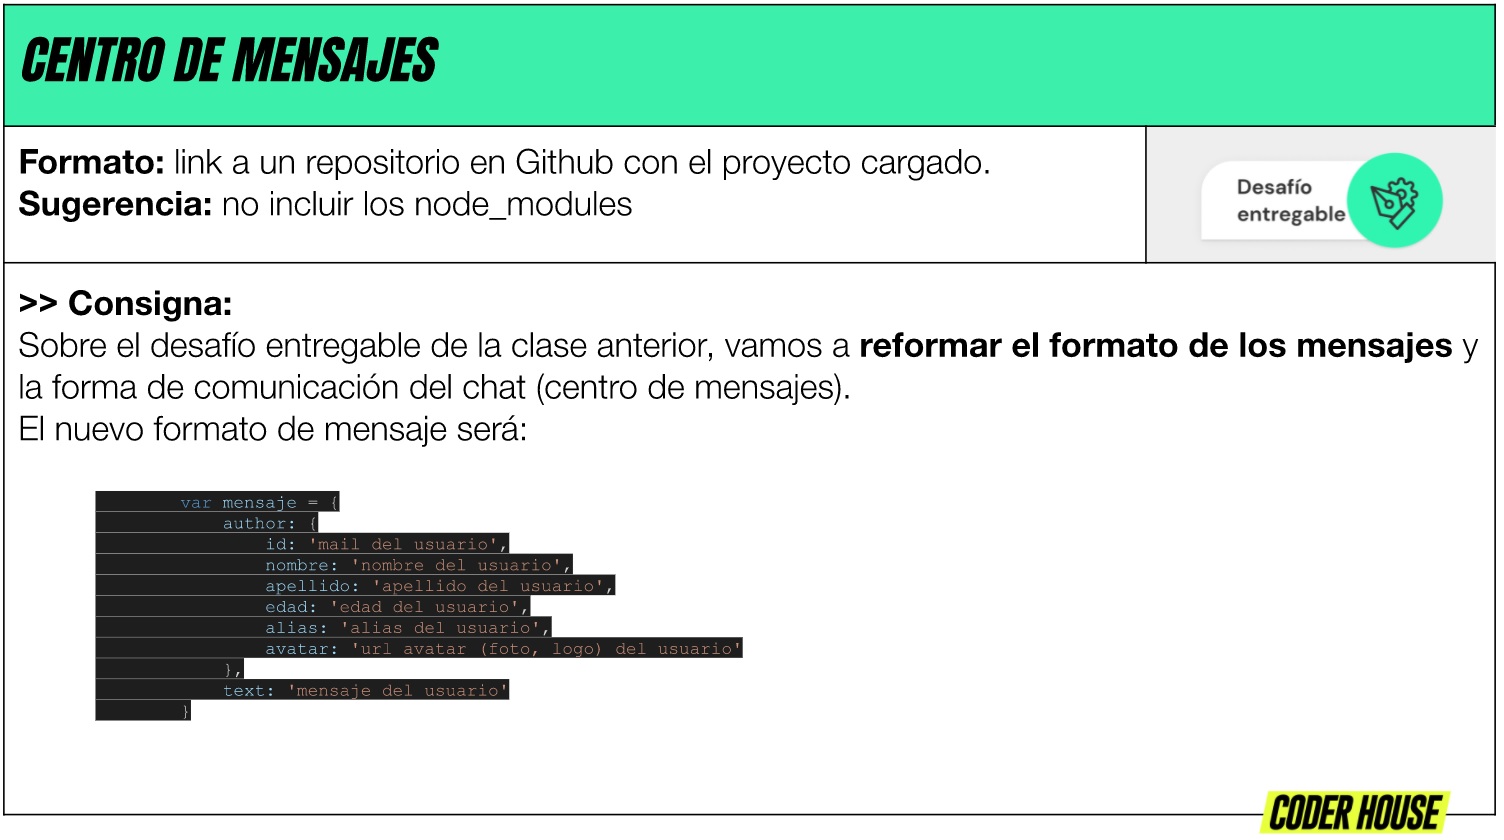 CENTRO DE MENSAJES
Formato: link a un repositorio en Github con el proyecto cargado.
Sugerencia: no incluir los node_modules
Desafío
entregable
>> Consigna:
Sobre el desafío entregable de la clase anterior, vamos a reformar el formato de los mensajes y
la forma de comunicación del chat (centro de mensajes).
El nuevo formato de mensaje será:
var mensaje = {
author: {
id: 'mail del usuario',
nombre: 'nombre del usuario',
apellido: 'apellido del usuario',
edad: 'edad del usuario',
alias: 'alias del usuario',
avatar: 'url avatar (foto, logo) del usuario'
},
text: 'mensaje del usuario'
}
CODER HOUSE